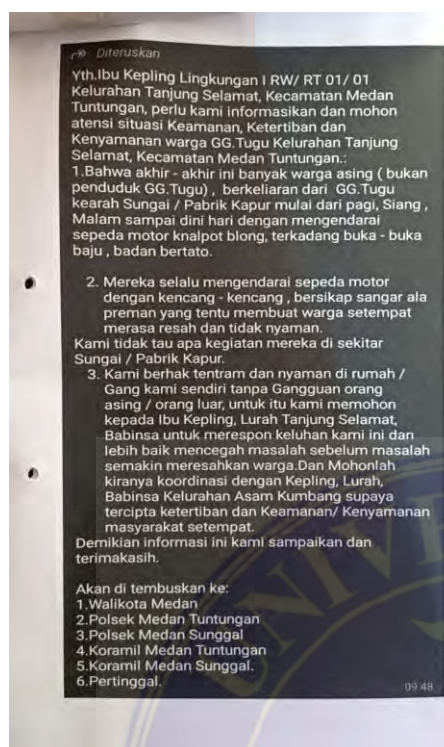 Diteruskan
Yth.Ibu Kepling Lingkungan I RW/ RT 01/ 01
Kelurahan Tanjung Selamat, Kecamatan Medan
Tuntungan, perlu kami informasikan dan mohon
atensi situasi Keamanan, Ketertiban dan
Kenyamanan warga GG.Tugu Kelurahan Tanjung
Selamat, Kecamatan Medan Tuntungan.:
1.Bahwa akhir - akhir ini banyak warga asing ( bukan
penduduk GG.Tugu) , berkeliaran dari GG.Tugu
kearah Sungai / Pabrik Kapur mulai dari pagi, Siang ,
Malam sampai dini hari dengan mengendarai
sepeda motor knalpot blong, terkadang buka - buka
baju , badan bertato.
2. Mereka selalu mengendarai sepeda motor
dengan kencang - kencang , bersikap sangar ala
preman yang tentu membuat warga setempat
merasa resah dan tidak nyaman.
Kami tidak tau apa kegiatan mereka di sekitar
Sungai / Pabrik Kapur.
3. Kami berhak tentram dan nyaman di rumah /
Gang kami sendiri tanpa Gangguan orang
asing / orang luar, untuk itu kami memohon
kepada Ibu Kepling, Lurah Tanjung Selamat,
Babinsa untuk merespon keluhan kami ini dan
lebih baik mencegah masalah sebelum masalah
semakin meresahkan warga.Dan Mohonlah
kiranya koordinasi dengan Kepling, Lurah,
Babinsa Kelurahan Asam Kumbang supaya
tercipta ketertiban dan Keamanan/ Kenyamanan
masyarakat setempat.
Demikian informasi ini kami sampaikan dan
terimakasih.
Akan di tembuskan ke:
1.Walikota Medan
2.Polsek Medan Tuntungan
3.Polsek Medan Sunggal
4.Koramil Medan Tuntungan
5.Koramil Medan Sunggal.
6.Pertinggal.
09.48